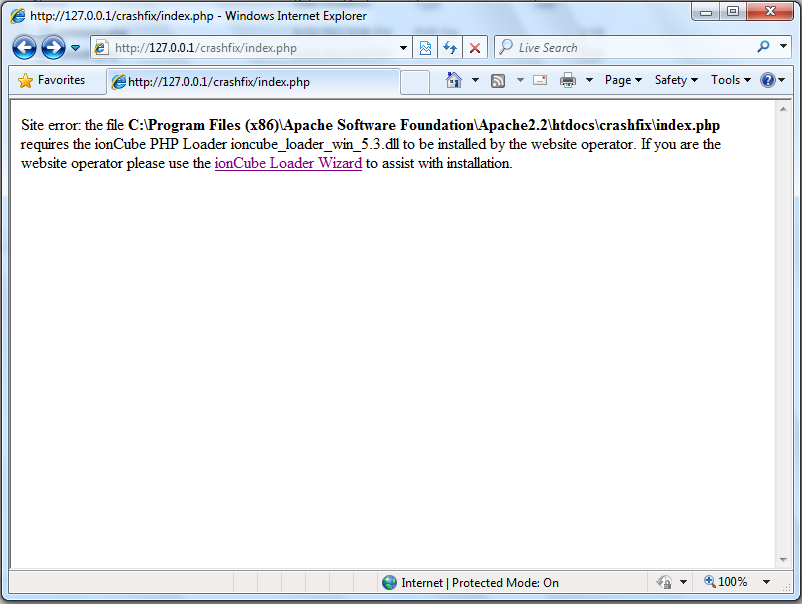 http://127.0.0.1/crashfix/index.php - Windows Internet Explorer
http://127.0.0.1/crashfix/index.php
Live Search
Favorites
http://127.0.0.1/crashfix/index.php
Page
Safety
Tools
Site error: the file C:\Program Files (x86)\Apache Software Foundation\Apache2.2\htdocs\crashfix\index.php
requires the ionCube PHP Loader ioncube_loader_win_5.3.dll to be installed by the website operator. If you are the
website operator please use the ionCube Loader Wizard to assist with installation.
Internet | Protected Mode: On
100%